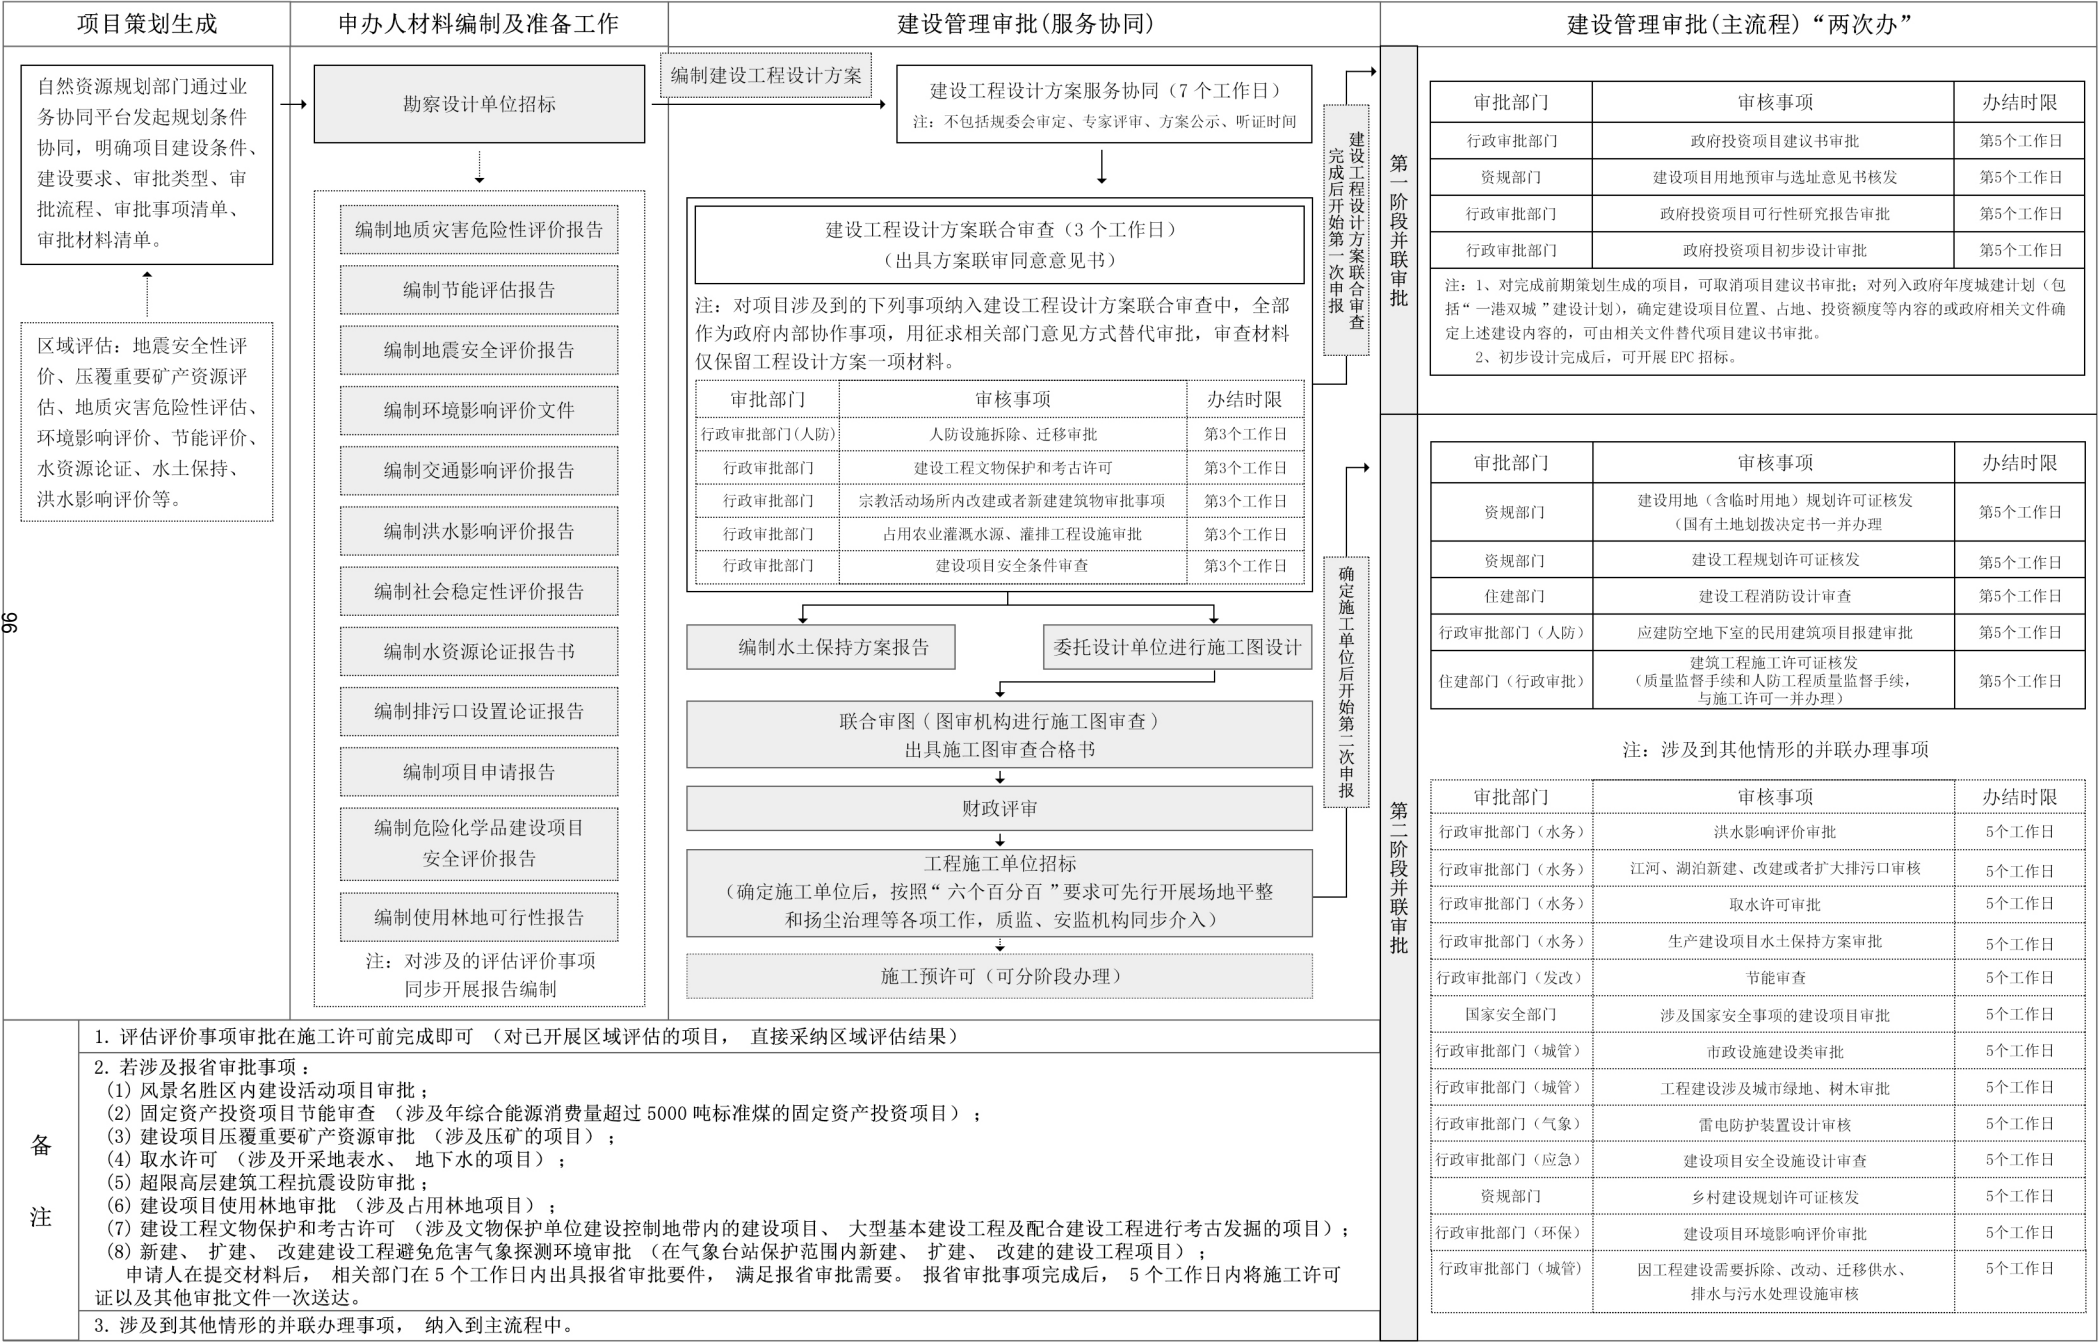 项目策划生成
自然资源规划部门通过业
务协同平台发起规划条件
协同，明确项目建设条件、
建设要求、审批类型、审
批流程、审批事项清单、
审批材料清单。
区域评估：地震安全性评
价、压覆重要矿产资源评
估、地质灾害危险性评估、
环境影响评价、节能评价、
水资源论证、水土保持、
洪水影响评价等。
96
申办人材料编制及准备工作
勘察设计单位招标
编制地质灾害危险性评价报告
编制节能评估报告
编制地震安全评价报告
编制环境影响评价文件
编制交通影响评价报告
编制洪水影响评价报告
编制社会稳定性评价报告
编制水资源论证报告书
编制排污口设置论证报告
编制项目申请报告
编制危险化学品建设项目
安全评价报告
编制使用林地可行性报告
注：对涉及的评估评价事项
同步开展报告编制
建设管理审批(服务协同)
编制建设工程设计方案
建设工程设计方案服务协同（7 个工作日）
注：不包括规委会审定、专家评审、方案公示、听证时间
建设工程设计方案联合审查（3 个工作日）
（出具方案联审同意意见书）
注：对项目涉及到的下列事项纳入建设工程设计方案联合审查中，全部
作为政府内部协作事项，用征求相关部门意见方式替代审批，审查材料
仅保留工程设计方案一项材料。
审批部门 审核事项 办结时限
行政审批部门(人防) 人防设施拆除、迁移审批 第3个工作日
行政审批部门 建设工程文物保护和考古许可 第3个工作日
行政审批部门 宗教活动场所内改建或者新建建筑物审批事项 第3个工作日
行政审批部门 占用农业灌溉水源、灌排工程设施审批 第3个工作日
行政审批部门 建设项目安全条件审查 第3个工作日
编制水土保持方案报告
委托设计单位进行施工图设计
联合审图（图审机构进行施工图审查）
出具施工图审查合格书
财政评审
工程施工单位招标
（确定施工单位后，按照“六个百分百”要求可先行开展场地平整
和扬尘治理等各项工作，质监、安监机构同步介入）
施工预许可（可分阶段办理）
建设工程设计方案联合审查
完成后开始第一次申报
确定施工单位后开始第二次申报
建设管理审批(主流程)“两次办”
第一阶段并联审批
审批部门 审核事项 办结时限
行政审批部门 政府投资项目建议书审批 第5个工作日
资规部门 建设项目用地预审与选址意见书核发 第5个工作日
行政审批部门 政府投资项目可行性研究报告审批 第5个工作日
行政审批部门 政府投资项目初步设计审批 第5个工作日
注：1、对完成前期策划生成的项目，可取消项目建议书审批；对列入政府年度城建计划（包
括“一港双城”建设计划），确定建设项目位置、占地、投资额度等内容的或政府相关文件确
定上述建设内容的，可由相关文件替代项目建议书审批。
2、初步设计完成后，可开展 EPC 招标。
第二阶段并联审批
审批部门 审核事项 办结时限
资规部门 建设用地（含临时用地）规划许可证核发 第5个工作日
（国有土地划拨决定书一并办理
资规部门 建设工程规划许可证核发 第5个工作日
住建部门 建设工程消防设计审查 第5个工作日
行政审批部门（人防） 应建防空地下室的民用建筑项目报建审批 第5个工作日
建筑工程施工许可证核发
住建部门（行政审批） （质量监督手续和人防工程质量监督手续， 第5个工作日
与施工许可一并办理）
注：涉及到其他情形的并联办理事项
审批部门 审核事项 办结时限
行政审批部门（水务） 洪水影响评价审批 5个工作日
行政审批部门（水务） 江河、湖泊新建、改建或者扩大排污口审核 5个工作日
行政审批部门（水务） 取水许可审批 5个工作日
行政审批部门（水务） 生产建设项目水土保持方案审批 5个工作日
行政审批部门（发改） 节能审查 5个工作日
国家安全部门 涉及国家安全事项的建设项目审批 5个工作日
行政审批部门（城管） 市政设施建设类审批 5个工作日
行政审批部门（城管） 工程建设涉及城市绿地、树木审批 5个工作日
行政审批部门（气象） 雷电防护装置设计审核 5个工作日
行政审批部门（应急） 建设项目安全设施设计审查 5个工作日
资规部门 乡村建设规划许可证核发 5个工作日
行政审批部门（环保） 建设项目环境影响评价审批 5个工作日
行政审批部门（城管) 因工程建设需要拆除、改动、迁移供水、 5个工作日
排水与污水处理设施审核
备注
1. 评估评价事项审批在施工许可前完成即可 （对已开展区域评估的项目， 直接采纳区域评估结果）
2. 若涉及报省审批事项：
(1) 风景名胜区内建设活动项目审批；
(2) 固定资产投资项目节能审查 （涉及年综合能源消费量超过 5000 吨标准煤的固定资产投资项目）；
(3) 建设项目压覆重要矿产资源审批 （涉及压矿的项目）；
(4) 取水许可 （涉及开采地表水、 地下水的项目）；
(5) 超限高层建筑工程抗震设防审批；
(6) 建设项目使用林地审批 （涉及占用林地项目）；
(7) 建设工程文物保护和考古许可 （涉及文物保护单位建设控制地带内的建设项目、 大型基本建设工程及配合建设工程进行考古发掘的项目）；
(8) 新建、 扩建、 改建建设工程避免危害气象探测环境审批 （在气象台站保护范围内新建、 扩建、 改建的建设工程项目）；
申请人在提交材料后， 相关部门在 5 个工作日内出具报省审批要件， 满足报省审批需要。 报省审批事项完成后， 5 个工作日内将施工许可
证以及其他审批文件一次送达。
3. 涉及到其他情形的并联办理事项， 纳入到主流程中。